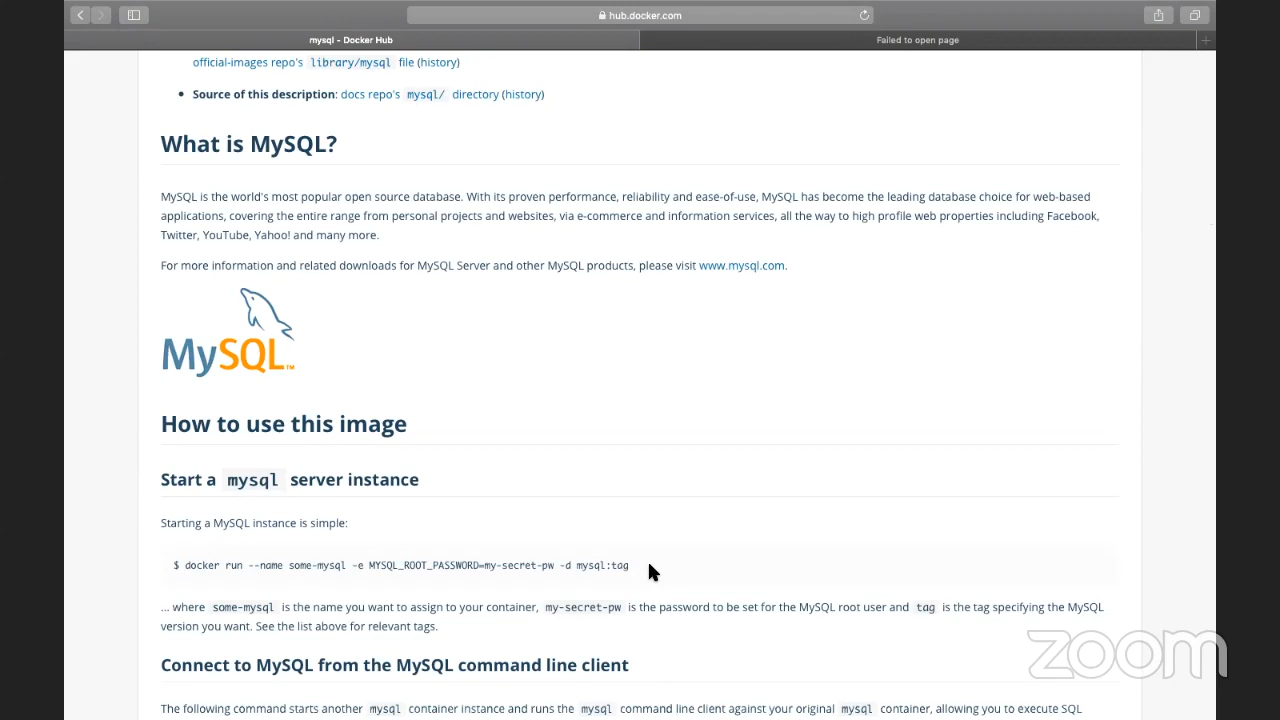 hub.docker.com
mysql - Docker Hub
Failed to open page
official-images repo's library/mysql file (history)
• Source of this description: docs repo's mysql/ directory (history)
What is MySQL?
MySQL is the world's most popular open source database. With its proven performance, reliability and ease-of-use, MySQL has become the leading database choice for web-based
applications, covering the entire range from personal projects and websites, via e-commerce and information services, all the way to high profile web properties including Facebook,
Twitter, YouTube, Yahoo! and many more.
For more information and related downloads for MySQL Server and other MySQL products, please visit www.mysql.com.
MySQL™
How to use this image
Start a mysql server instance
Starting a MySQL instance is simple:
$ docker run --name some-mysql -e MYSQL_ROOT_PASSWORD=my-secret-pw -d mysql:tag
... where some-mysql is the name you want to assign to your container, my-secret-pw is the password to be set for the MySQL root user and tag is the tag specifying the MySQL
version you want. See the list above for relevant tags.
Connect to MySQL from the MySQL command line client
The following command starts another mysql container instance and runs the mysql command line client against your original mysql container, allowing you to execute SQL
zoom